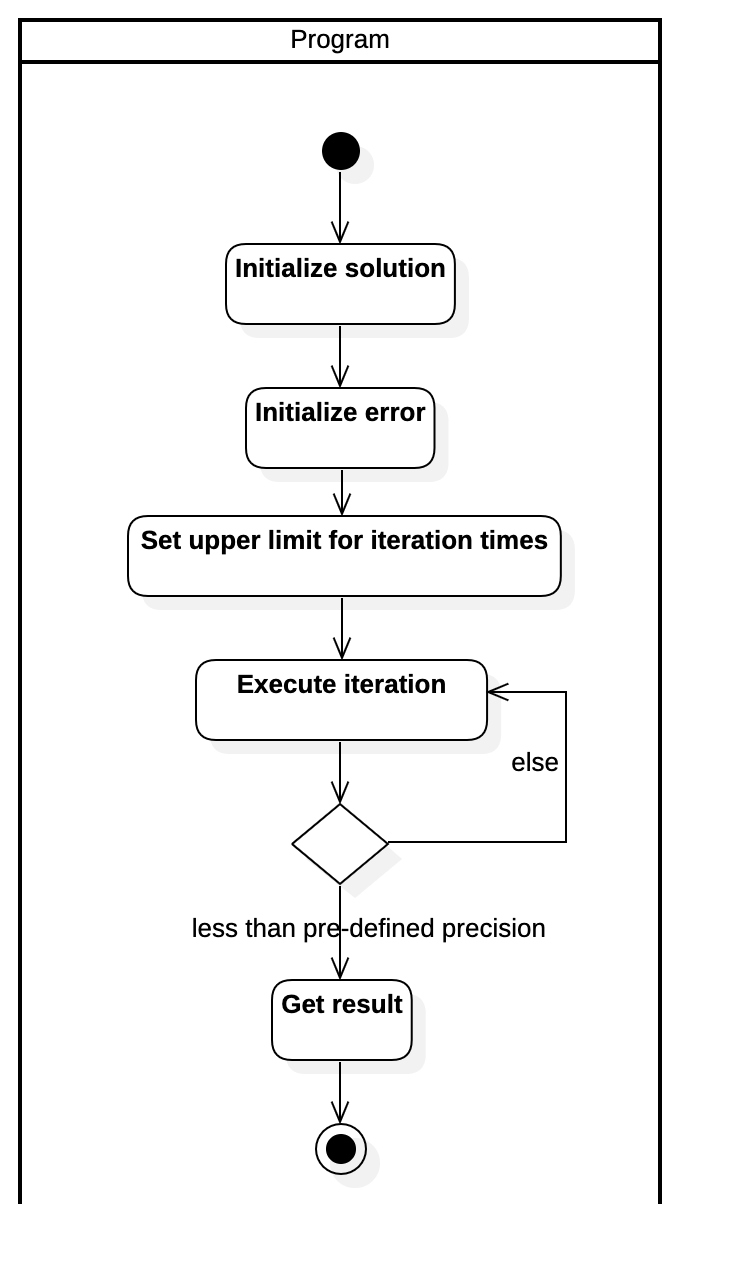 Program
Initialize solution
Initialize error
Set upper limit for iteration times
Execute iteration
else
less than pre-defined precision
Get result